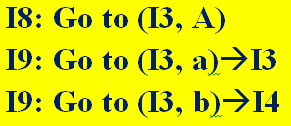 I8: Go to (I3, A)
I9: Go to (I3, a)→I3
I9: Go to (I3, b)→I4